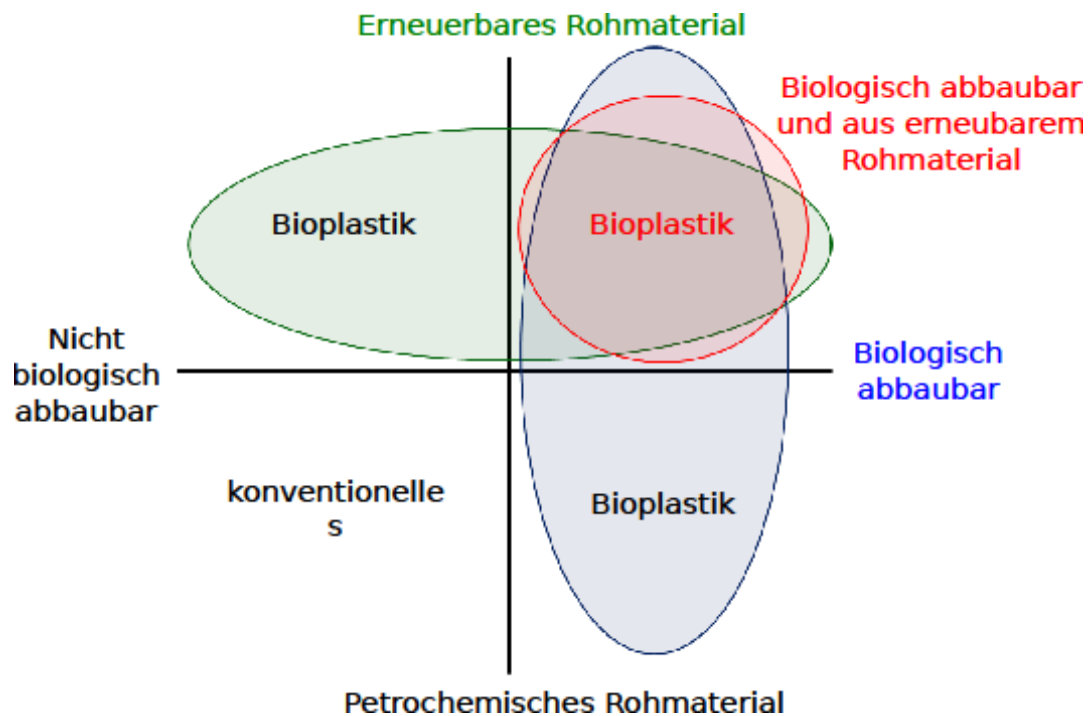 Erneuerbares Rohmaterial
Biologisch abbaubar
und aus erneubarem
Rohmaterial
Bioplastik
Bioplastik
Nicht
biologisch
abbaubar
Biologisch
abbaubar
konventionelle
s
Bioplastik
Petrochemisches Rohmaterial